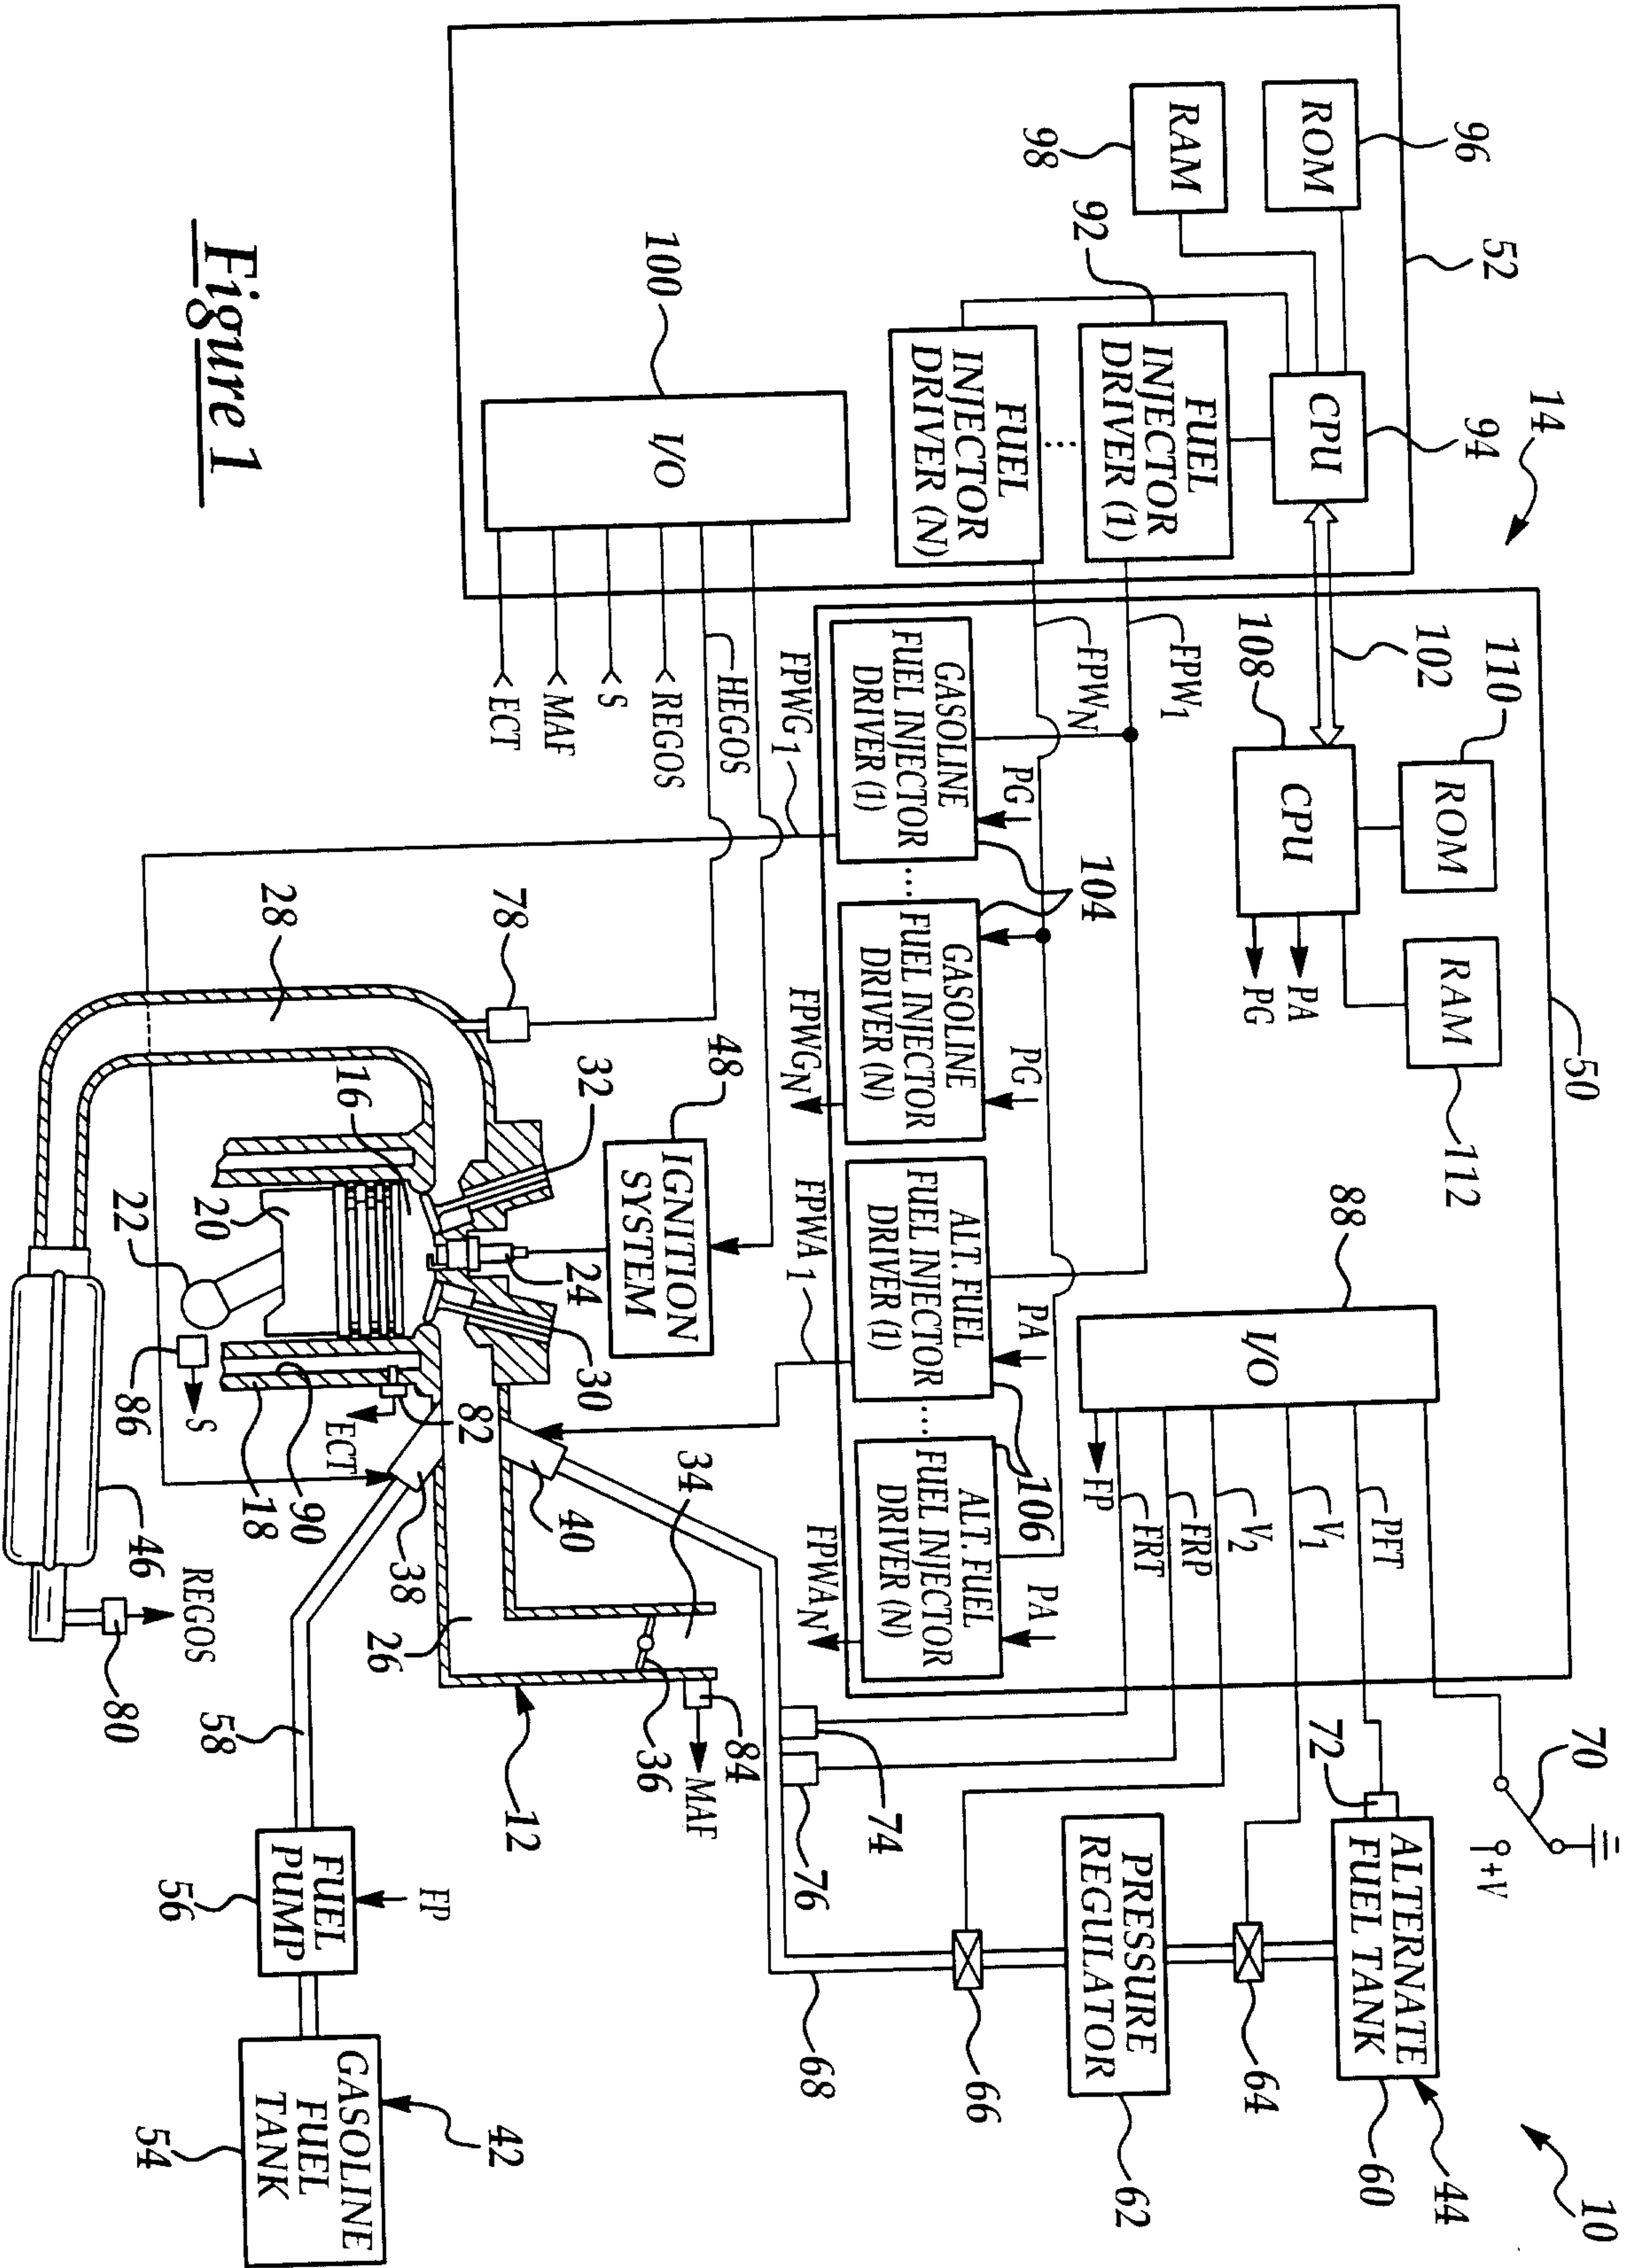 10
14
52
96
ROM
98
RAM
94
CPU
92
FUEL
INJECTOR
DRIVER (1)
...
FUEL
INJECTOR
DRIVER (N)
100
I/O
102
FPW1
FPWN
HEGOS
REGOS
S
MAF
ECT
50
110
ROM
108
CPU
112
RAM
PA
PG
88
I/O
PFT
V1
V2
FRP
FRT
FP
104
PG
GASOLINE
FUEL INJECTOR
DRIVER (1)
...
PG
GASOLINE
FUEL INJECTOR
DRIVER (N)
106
PA
ALT. FUEL
FUEL INJECTOR
DRIVER (1)
...
PA
ALT. FUEL
FUEL INJECTOR
DRIVER (N)
FPWG1
FPWGN
FPWA1
FPWAN
70
+V
72
ALTERNATE
FUEL TANK
44
60
64
PRESSURE
REGULATOR
62
66
68
74
76
48
IGNITION
SYSTEM
78
28
32
16
24
30
20
22
86
S
ECT
82
90
18
38
40
34
26
36
84
MAF
12
46
REGOS
80
58
FUEL
PUMP
56
FP
GASOLINE
FUEL
TANK
42
54
Figure 1